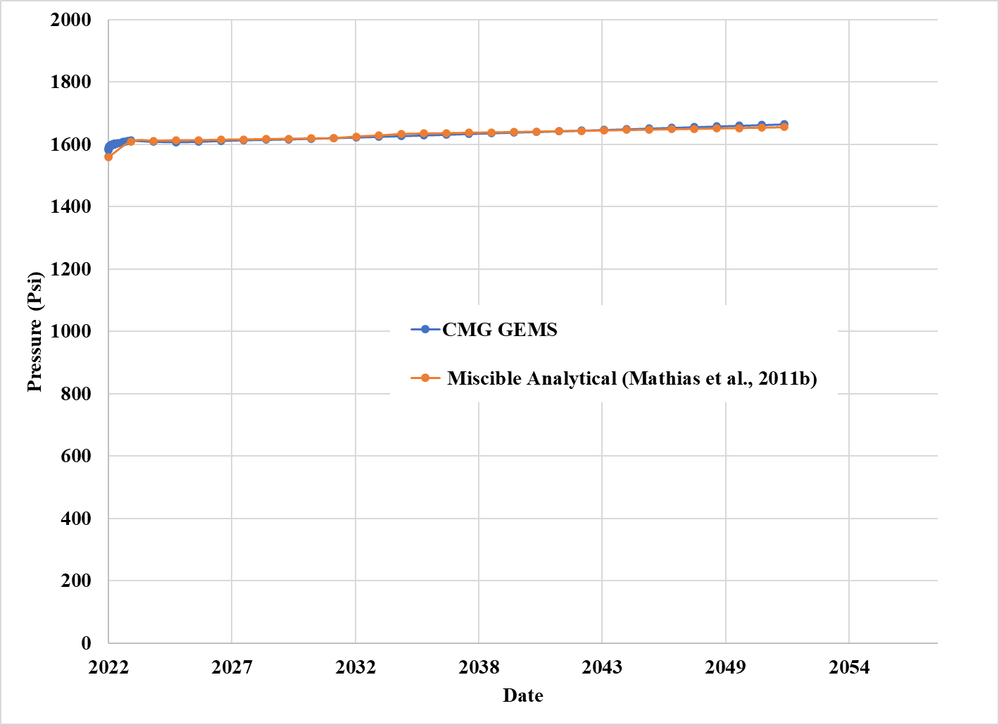 2000
1800
1600
1400
1200
1000
800
600
400
200
0
Pressure (Psi)
CMG GEMS
Miscible Analytical (Mathias et al., 2011b)
2022 2027 2032 2038 2043 2049 2054
Date